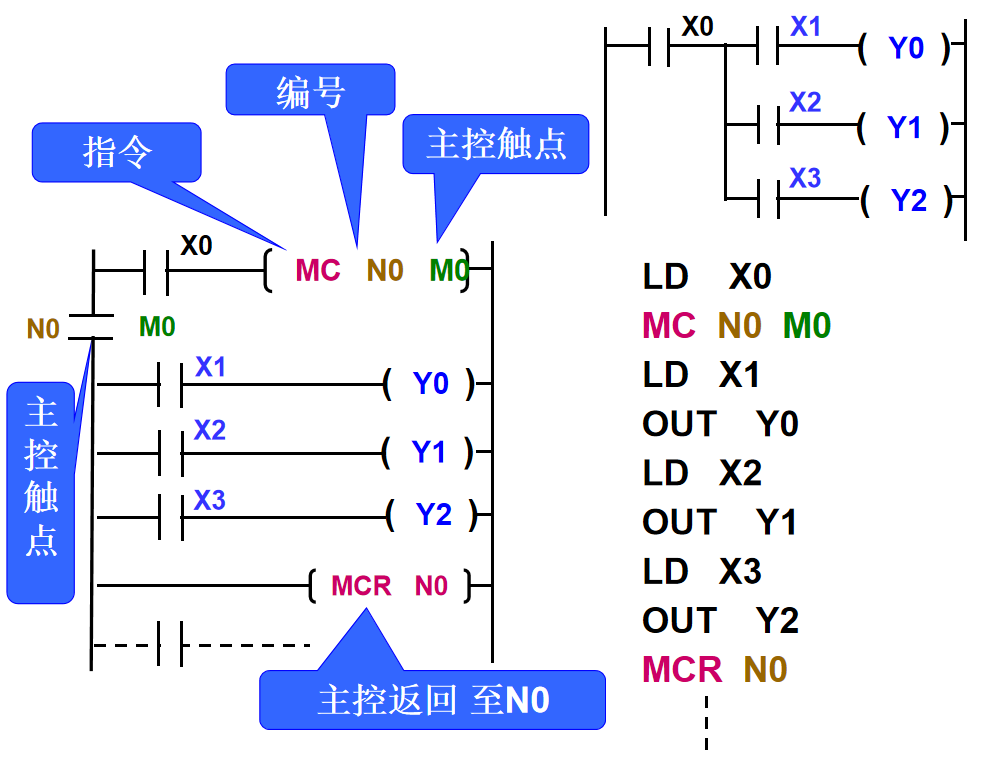 编号
指令
主控触点
X0
MC N0 M0
N0 M0
X1
Y0
X2
Y1
X3
Y2
主控触点
MCR N0
主控返回 至N0
X0
X1
Y0
X2
Y1
X3
Y2
LD X0
MC N0 M0
LD X1
OUT Y0
LD X2
OUT Y1
LD X3
OUT Y2
MCR N0